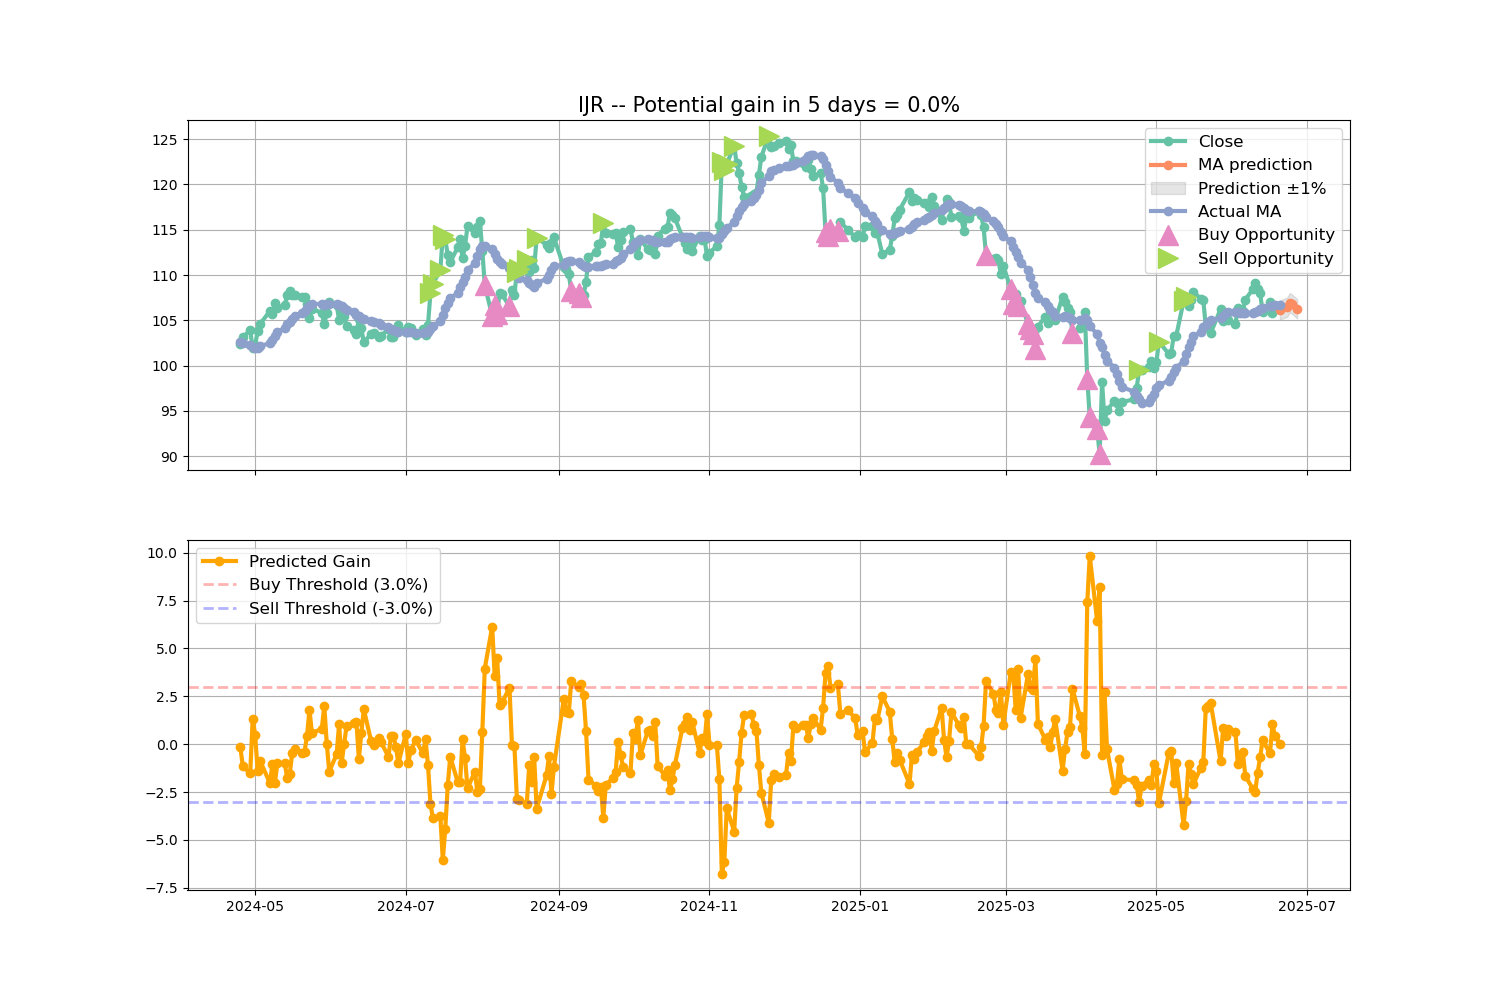 IJR -- Potential gain in 5 days = 0.0%
125
120
115
110
105
100
95
90
Close
MA prediction
Prediction ±1%
Actual MA
Buy Opportunity
Sell Opportunity
10.0
7.5
5.0
2.5
0.0
−2.5
−5.0
−7.5
Predicted Gain
Buy Threshold (3.0%)
Sell Threshold (-3.0%)
2024-05
2024-07
2024-09
2024-11
2025-01
2025-03
2025-05
2025-07